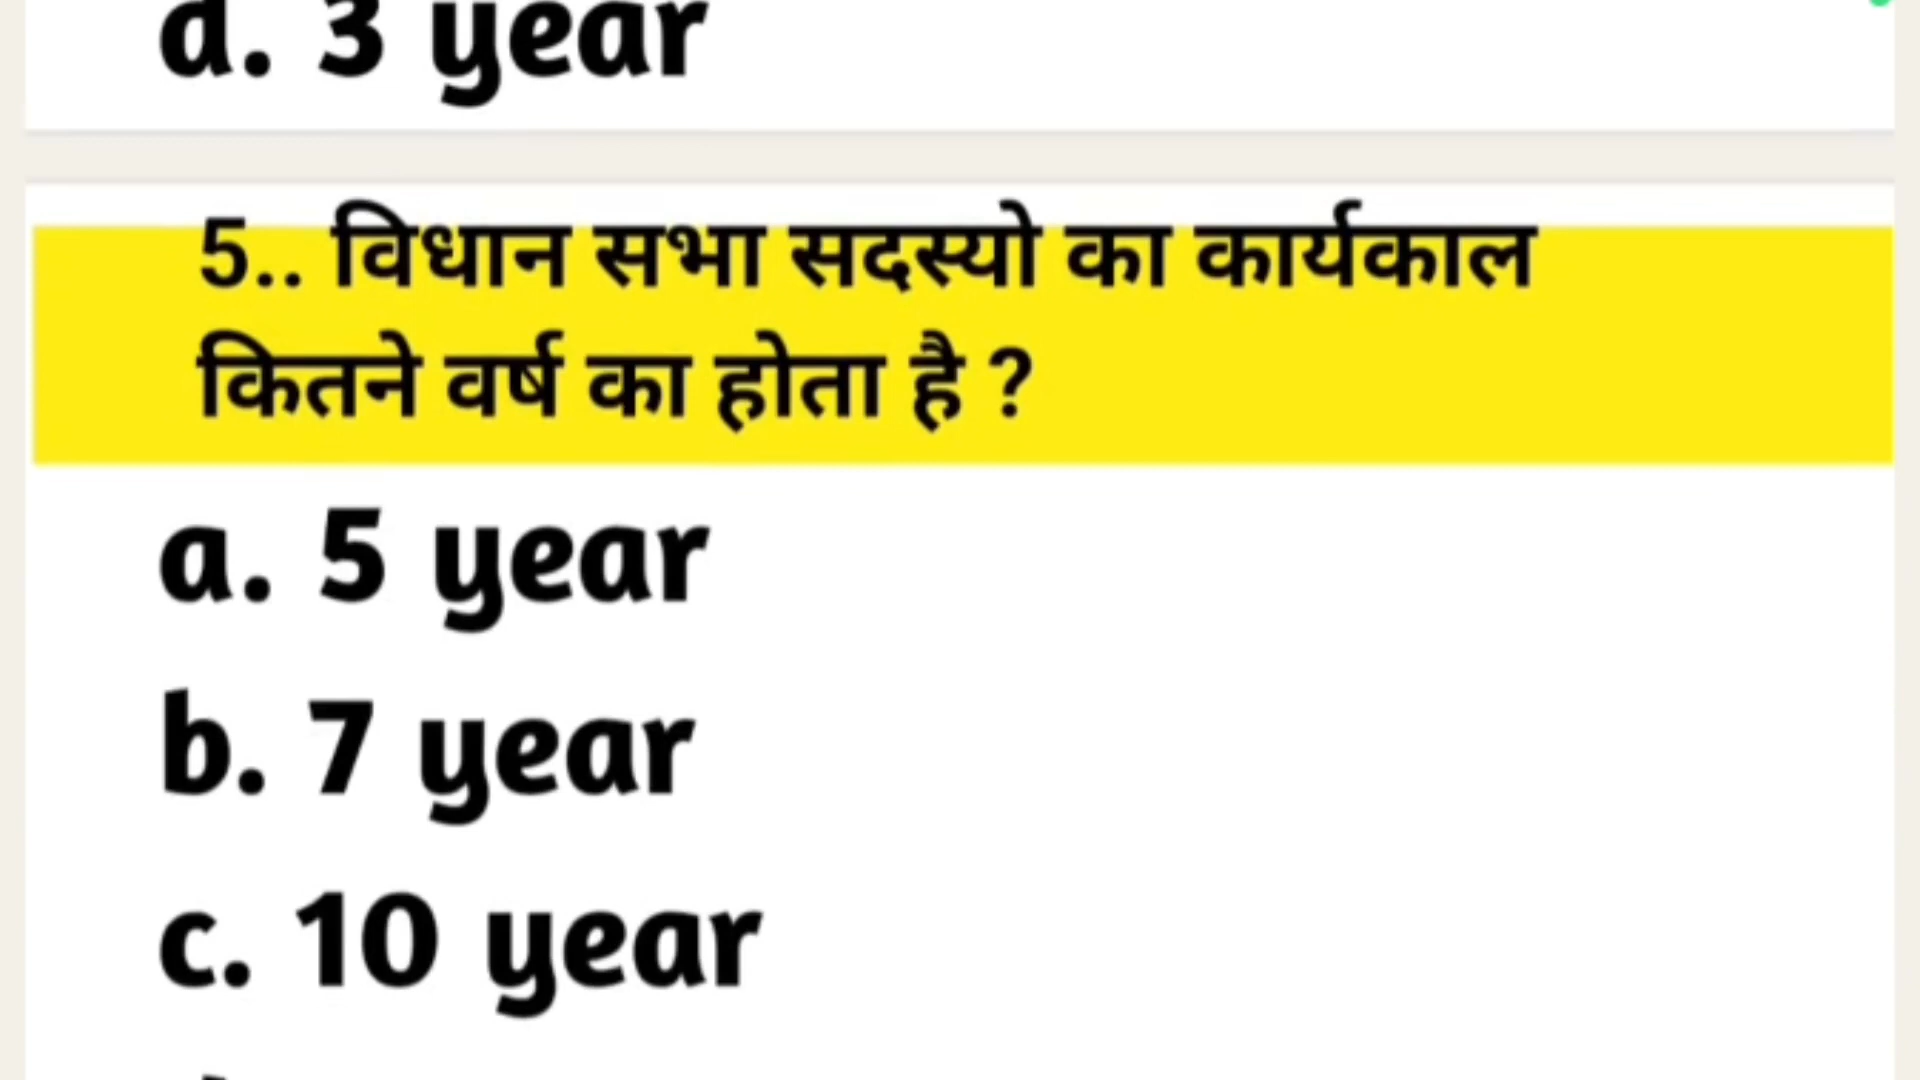 d. 3 year
5.. विधान सभा सदस्यो का कार्यकाल
कितने वर्ष का होता है ?
a. 5 year
b. 7 year
c. 10 year